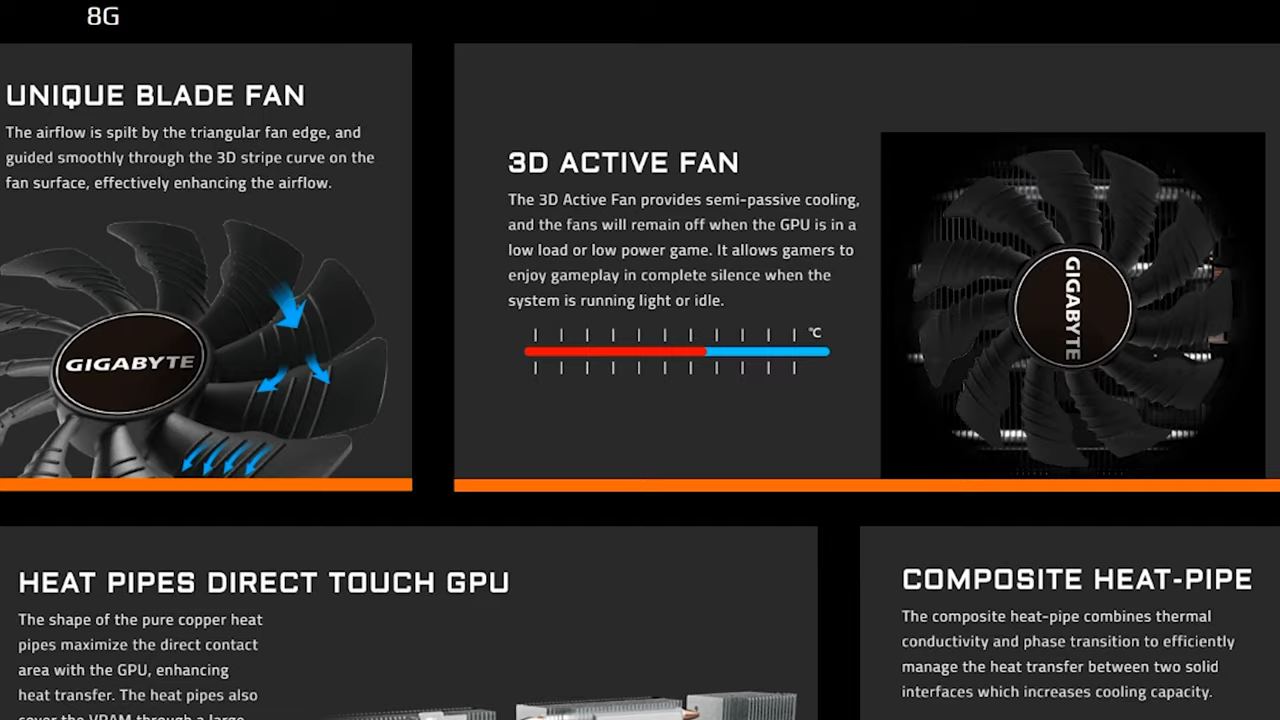 8G
UNIQUE BLADE FAN
The airflow is spilt by the triangular fan edge, and
guided smoothly through the 3D stripe curve on the
fan surface, effectively enhancing the airflow.
GIGABYTE
3D ACTIVE FAN
The 3D Active Fan provides semi-passive cooling,
and the fans will remain off when the GPU is in a
low load or low power game. It allows gamers to
enjoy gameplay in complete silence when the
system is running light or idle.
°C
GIGABYTE
HEAT PIPES DIRECT TOUCH GPU
The shape of the pure copper heat
pipes maximize the direct contact
area with the GPU, enhancing
heat transfer. The heat pipes also
cover the VRAM through a large
COMPOSITE HEAT-PIPE
The composite heat-pipe combines thermal
conductivity and phase transition to efficiently
manage the heat transfer between two solid
interfaces which increases cooling capacity.